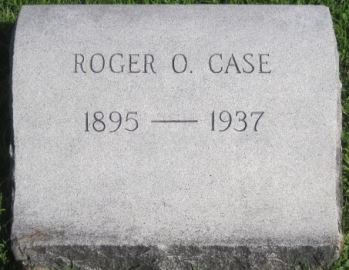 ROGER O. CASE
1895 — 1937